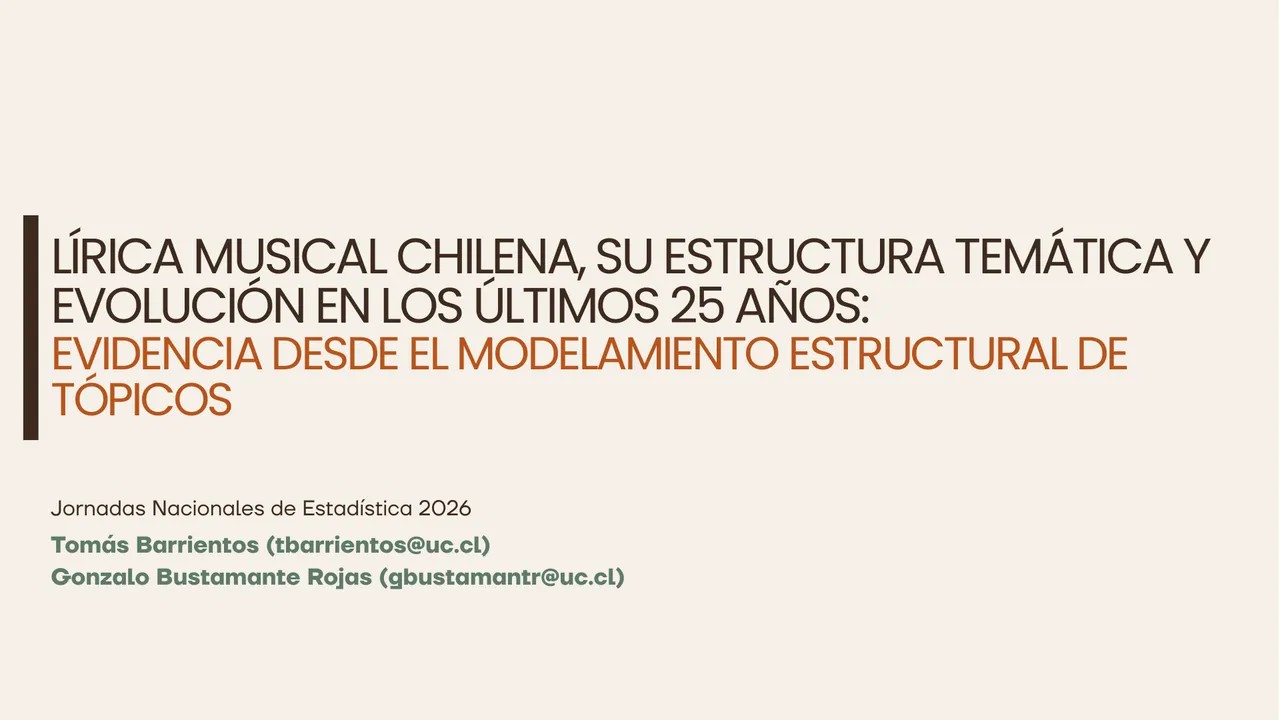 LÍRICA MUSICAL CHILENA, SU ESTRUCTURA TEMÁTICA Y
EVOLUCIÓN EN LOS ÚLTIMOS 25 AÑOS:
EVIDENCIA DESDE EL MODELAMIENTO ESTRUCTURAL DE
TÓPICOS
Jornadas Nacionales de Estadística 2026
Tomás Barrientos (tbarrientos@uc.cl)
Gonzalo Bustamante Rojas (gbustamantr@uc.cl)